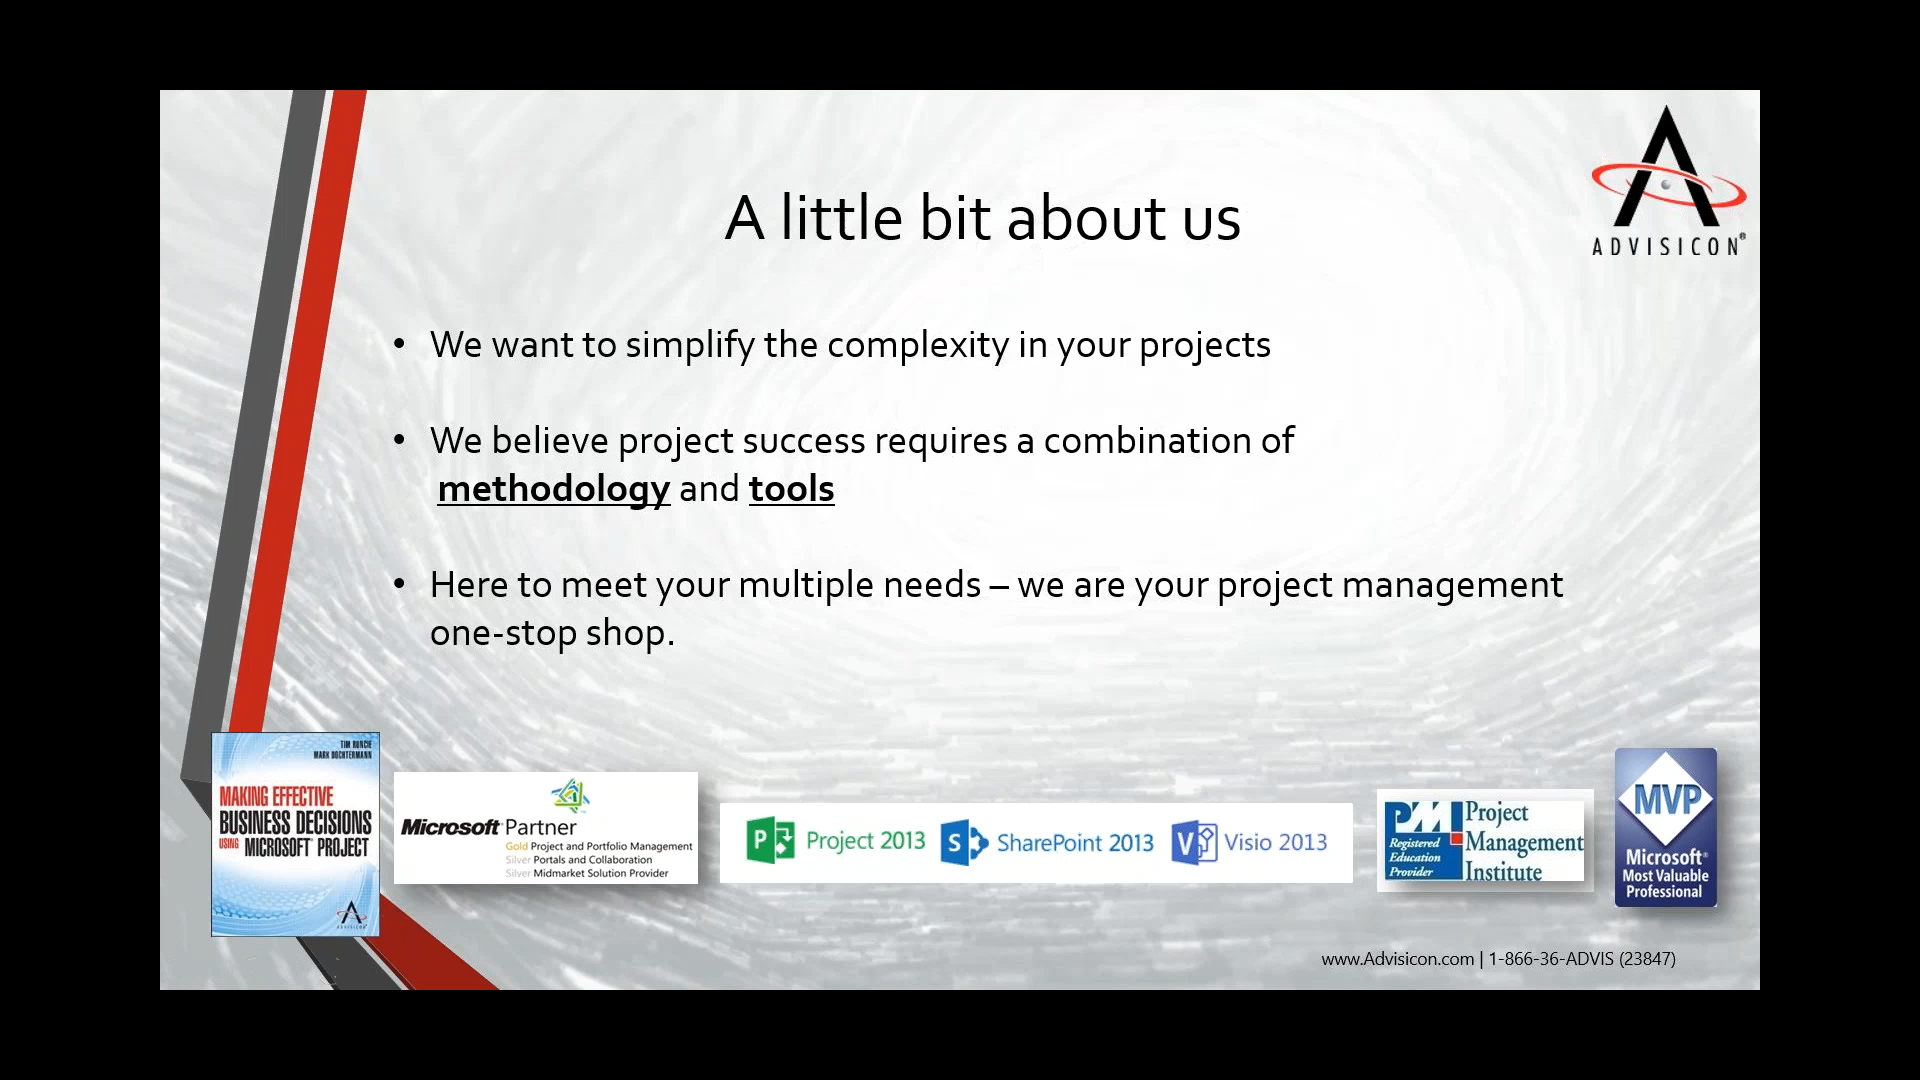 A little bit about us
ADVISICON®
• We want to simplify the complexity in your projects
• We believe project success requires a combination of
methodology and tools
• Here to meet your multiple needs – we are your project management
one-stop shop.
TIM RUNCIE
MARK DOCHTERMANN
MAKING EFFECTIVE
BUSINESS DECISIONS
USING MICROSOFT® PROJECT
ADVISICON
Microsoft Partner
Gold Project and Portfolio Management
Silver Portals and Collaboration
Silver Midmarket Solution Provider
P Project 2013
S SharePoint 2013
V Visio 2013
PMI
Registered
Education
Provider
Project
Management
Institute
MVP
Microsoft®
Most Valuable
Professional
www.Advisicon.com | 1-866-36-ADVIS (23847)